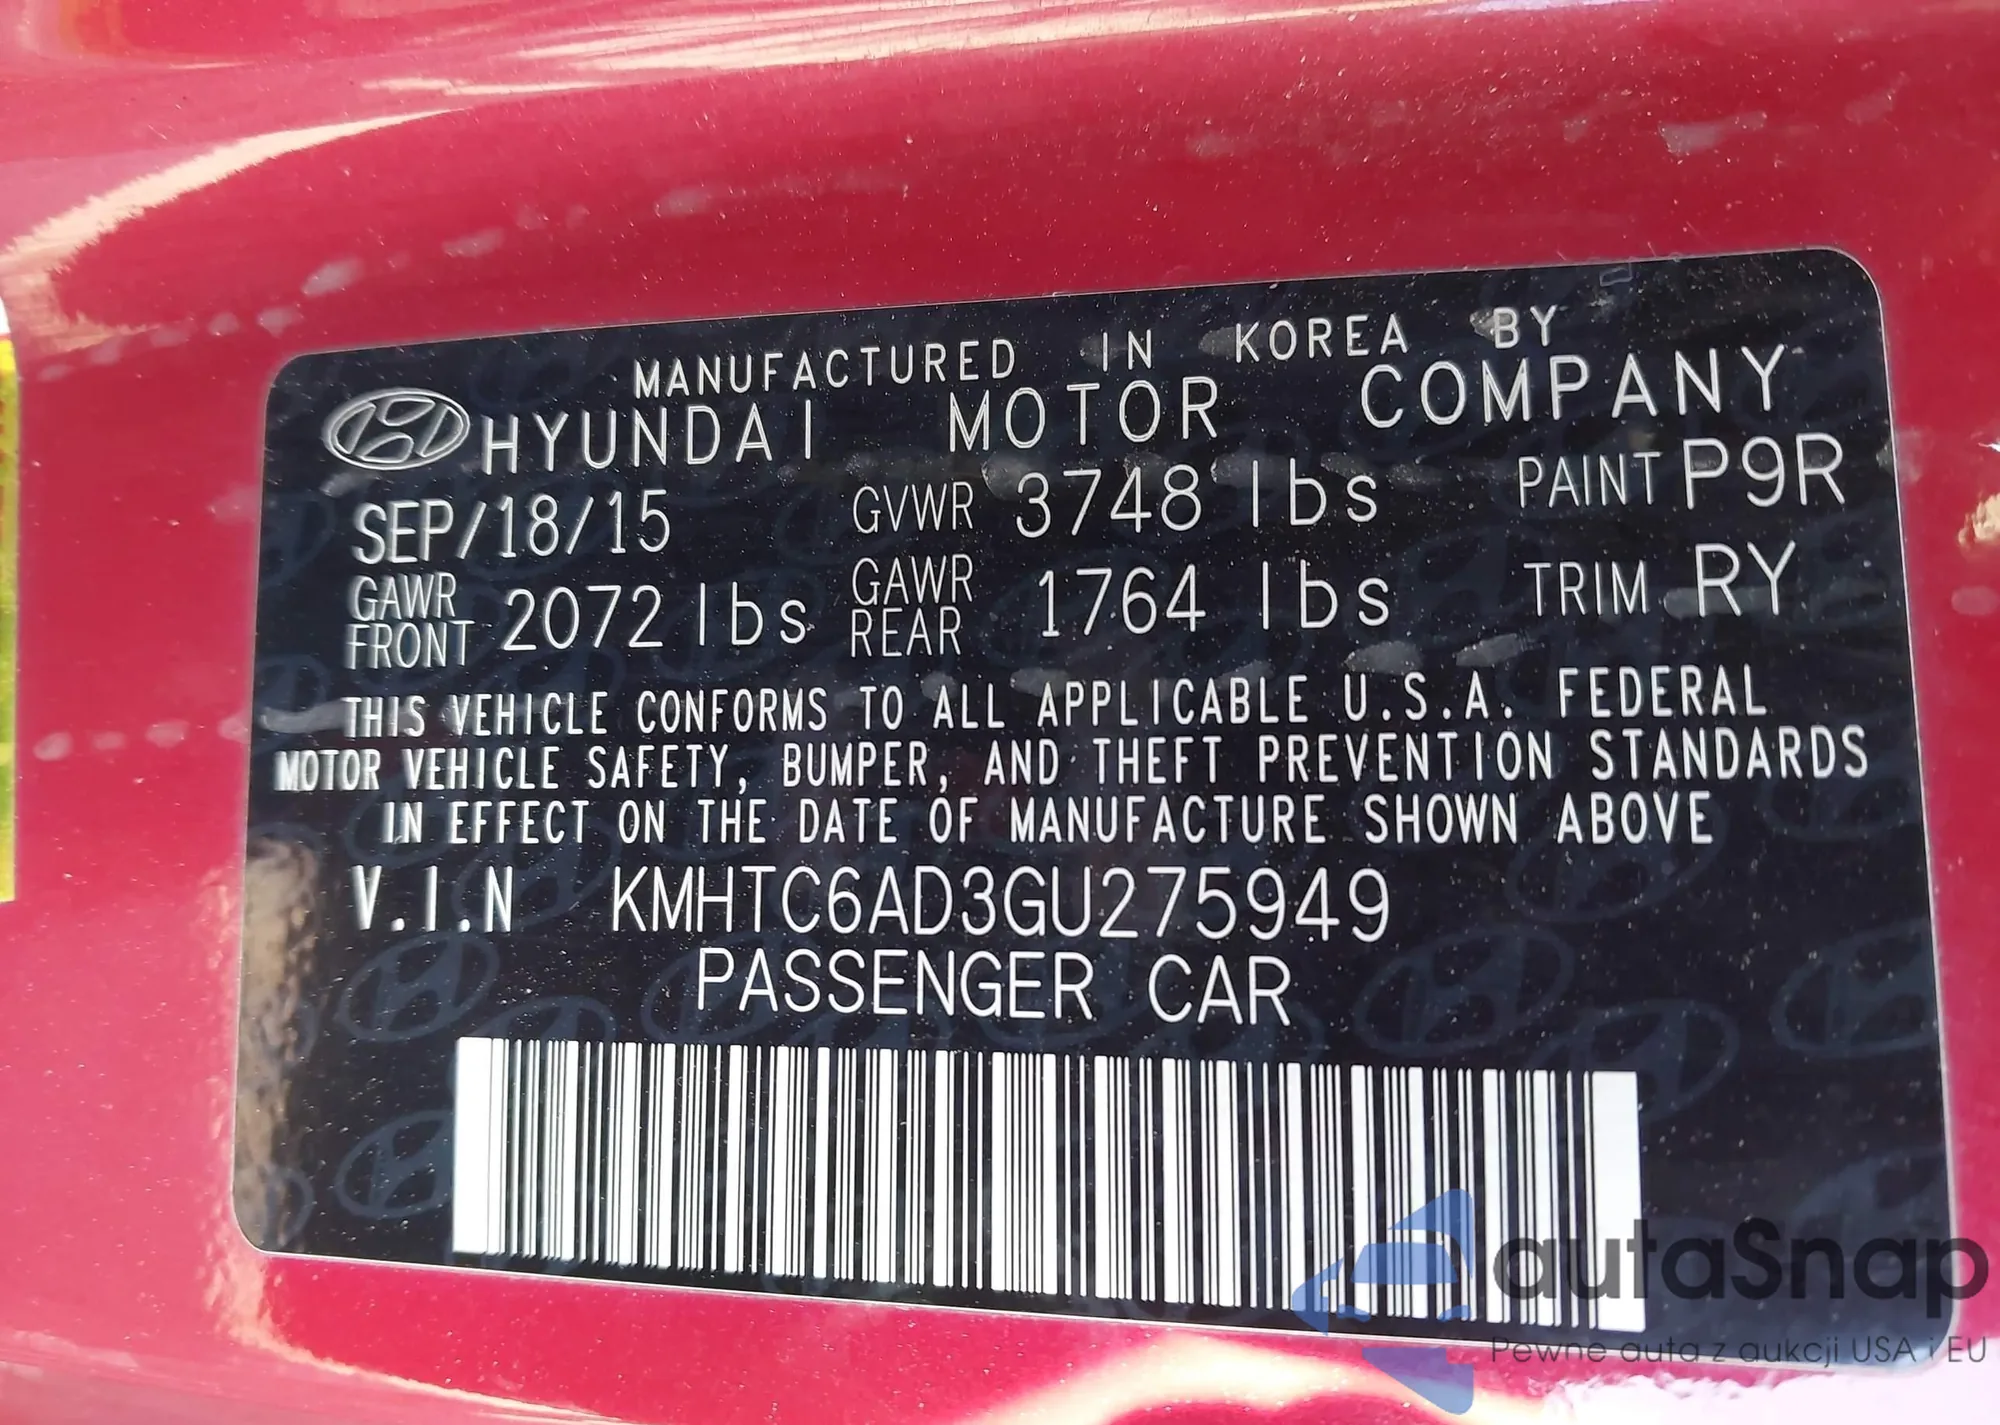 MANUFACTURED IN KOREA BY
HYUNDAI MOTOR COMPANY
SEP/18/15 GVWR 3748 lbs PAINT P9R
GAWR FRONT 2072 lbs GAWR REAR 1764 lbs TRIM RY
THIS VEHICLE CONFORMS TO ALL APPLICABLE U.S.A. FEDERAL
MOTOR VEHICLE SAFETY, BUMPER, AND THEFT PREVENTION STANDARDS
IN EFFECT ON THE DATE OF MANUFACTURE SHOWN ABOVE
V.I.N KMHTC6AD3GU275949
PASSENGER CAR
autaSnap
Pewne auta z aukcji USA i EU